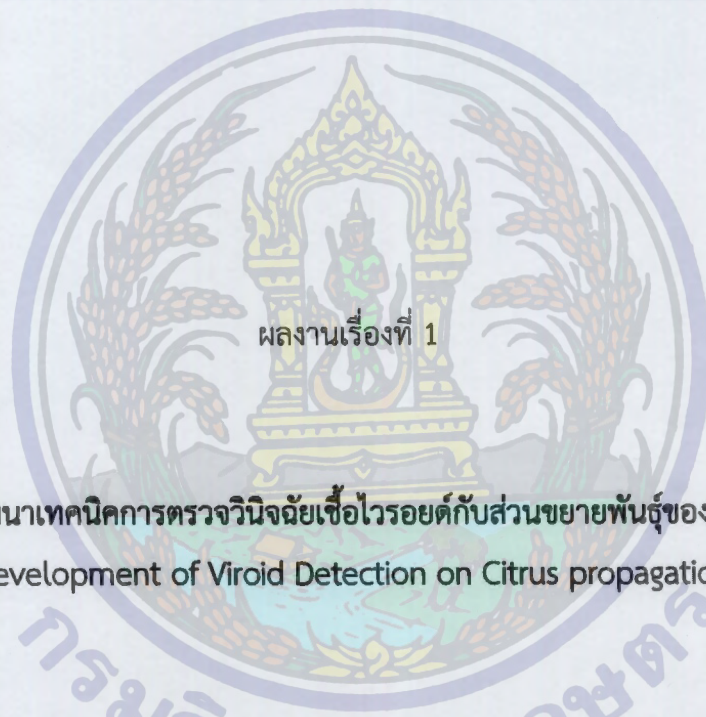 ผลงานเรื่องที่ 1
นาเทคนิคการตรวจวินิจฉัยเชื้อไวรอยด์กับส่วนขยายพันธุ์ของ
evelopment of Viroid Detection on Citrus propagatio